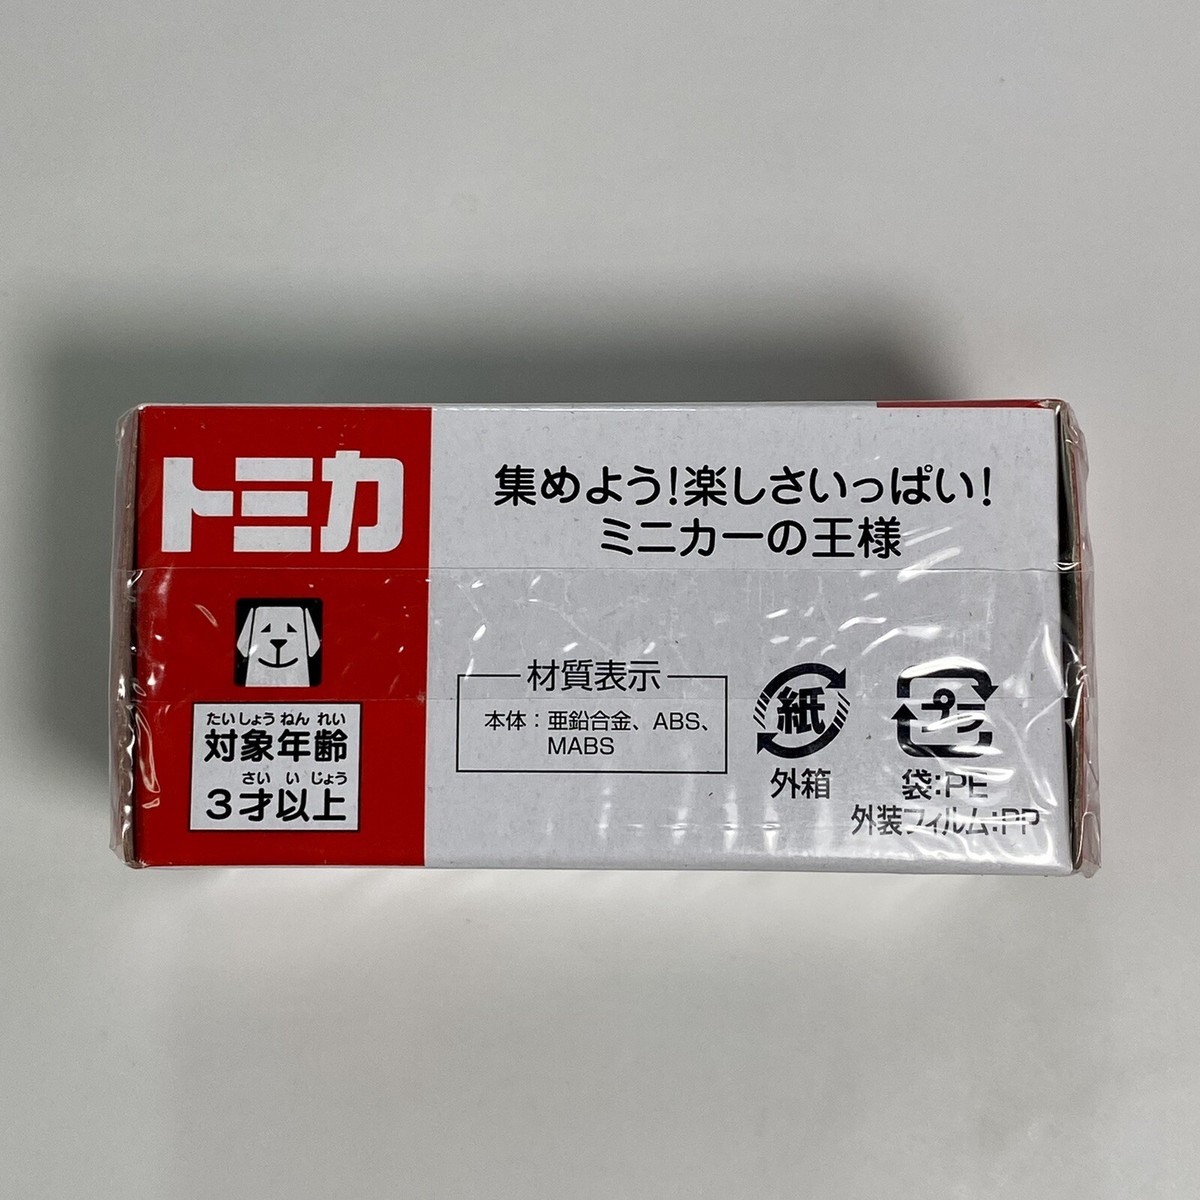 トミカ
集めよう!楽しさいっぱい!
ミニカーの王様
たいしょう ねん れい
対象年齢
さい い じょう
3才以上
材質表示
本体：亜鉛合金、ABS、
MABS
紙
外箱
プ
袋:PE
外装フィルム:PP